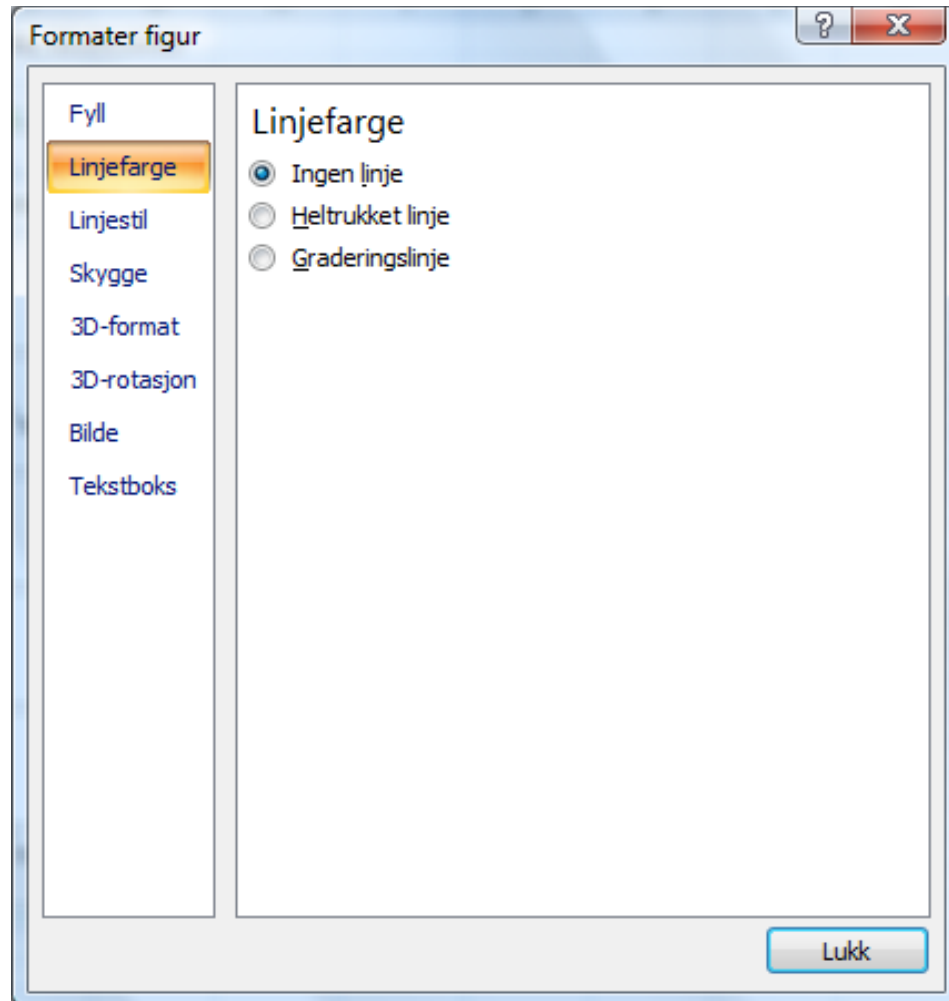 Formater figur
Fyll
Linjefarge
Linjestil
Skygge
3D-format
3D-rotasjon
Bilde
Tekstboks
Linjefarge
Ingen linje
Heltrukket linje
Graderingslinje
Lukk